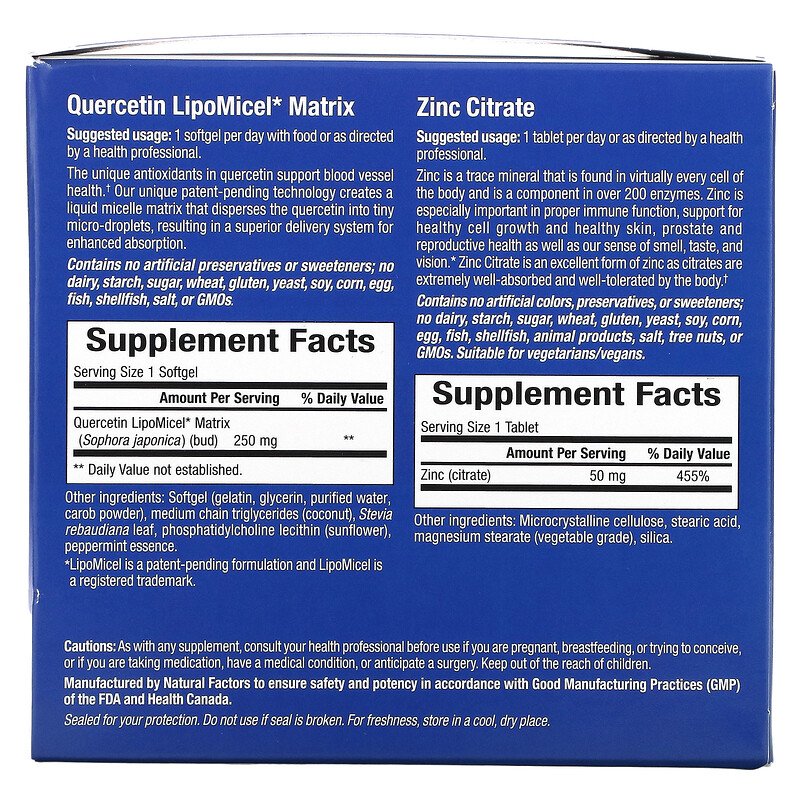 Quercetin LipoMicel* Matrix
Suggested usage: 1 softgel per day with food or as directed
by a health professional.
The unique antioxidants in quercetin support blood vessel
health.† Our unique patent-pending technology creates a
liquid micelle matrix that disperses the quercetin into tiny
micro-droplets, resulting in a superior delivery system for
enhanced absorption.
Contains no artificial preservatives or sweeteners; no
dairy, starch, sugar, wheat, gluten, yeast, soy, corn, egg,
fish, shellfish, salt, or GMOs.
Supplement Facts
Serving Size 1 Softgel
Amount Per Serving % Daily Value
Quercetin LipoMicel* Matrix
(Sophora japonica) (bud) 250 mg **
** Daily Value not established.
Other ingredients: Softgel (gelatin, glycerin, purified water,
carob powder), medium chain triglycerides (coconut), Stevia
rebaudiana leaf, phosphatidylcholine lecithin (sunflower),
peppermint essence.
*LipoMicel is a patent-pending formulation and LipoMicel is
a registered trademark.
Zinc Citrate
Suggested usage: 1 tablet per day or as directed by a health
professional.
Zinc is a trace mineral that is found in virtually every cell of
the body and is a component in over 200 enzymes. Zinc is
especially important in proper immune function, support for
healthy cell growth and healthy skin, prostate and
reproductive health as well as our sense of smell, taste, and
vision.* Zinc Citrate is an excellent form of zinc as citrates are
extremely well-absorbed and well-tolerated by the body.†
Contains no artificial colors, preservatives, or sweeteners;
no dairy, starch, sugar, wheat, gluten, yeast, soy, corn,
egg, fish, shellfish, animal products, salt, tree nuts, or
GMOs. Suitable for vegetarians/vegans.
Supplement Facts
Serving Size 1 Tablet
Amount Per Serving % Daily Value
Zinc (citrate) 50 mg 455%
Other ingredients: Microcrystalline cellulose, stearic acid,
magnesium stearate (vegetable grade), silica.
Cautions: As with any supplement, consult your health professional before use if you are pregnant, breastfeeding, or trying to conceive,
or if you are taking medication, have a medical condition, or anticipate a surgery. Keep out of the reach of children.
Manufactured by Natural Factors to ensure safety and potency in accordance with Good Manufacturing Practices (GMP)
of the FDA and Health Canada.
Sealed for your protection. Do not use if seal is broken. For freshness, store in a cool, dry place.